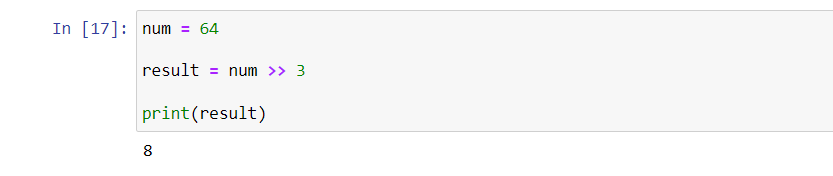 In [17]: num = 64
result = num >> 3
print(result)
8